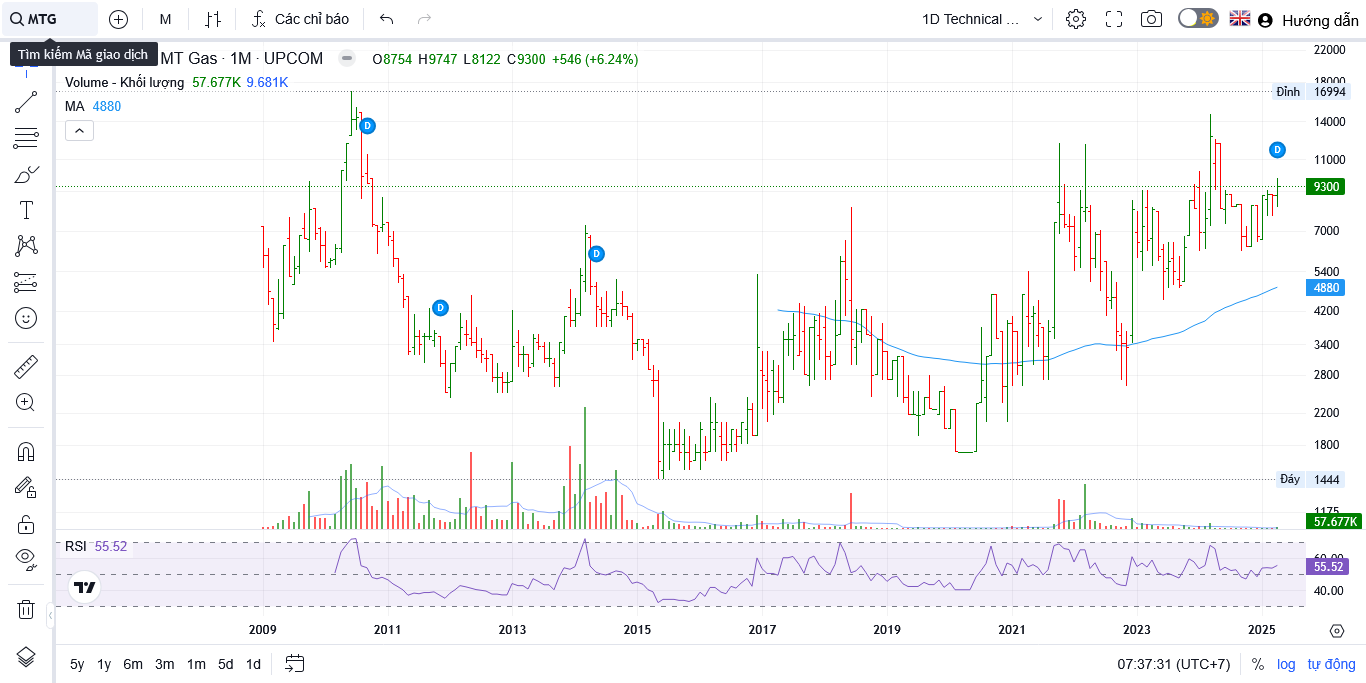 MTG
M
Các chỉ báo
1D Technical ...
Hướng dẫn
Tìm kiếm Mã giao dịch
MT Gas · 1M · UPCOM
O8754 H9747 L8122 C9300 +546 (+6.24%)
Volume - Khối lượng 57.677K 9.681K
MA 4880
D
D
D
D
22000
18000
Đỉnh 16994
14000
11000
9300
7000
5400
4880
4200
3400
2800
2200
1800
Đáy 1444
1175
57.677K
RSI 55.52
60.00
55.52
40.00
2009 2011 2013 2015 2017 2019 2021 2023 2025
5y 1y 6m 3m 1m 5d 1d
07:37:31 (UTC+7) % log tự động